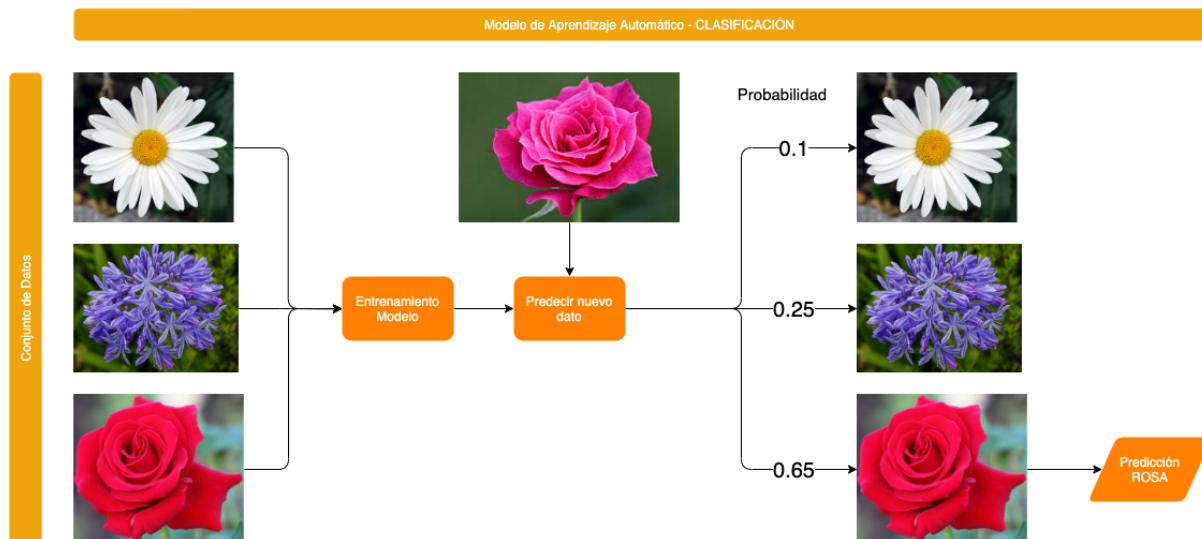 Modelo de Aprendizaje Automático - CLASIFICACIÓN
Conjunto de Datos
Entrenamiento
Modelo
Predecir nuevo
dato
Probabilidad
0.1
0.25
0.65
Predicción
ROSA